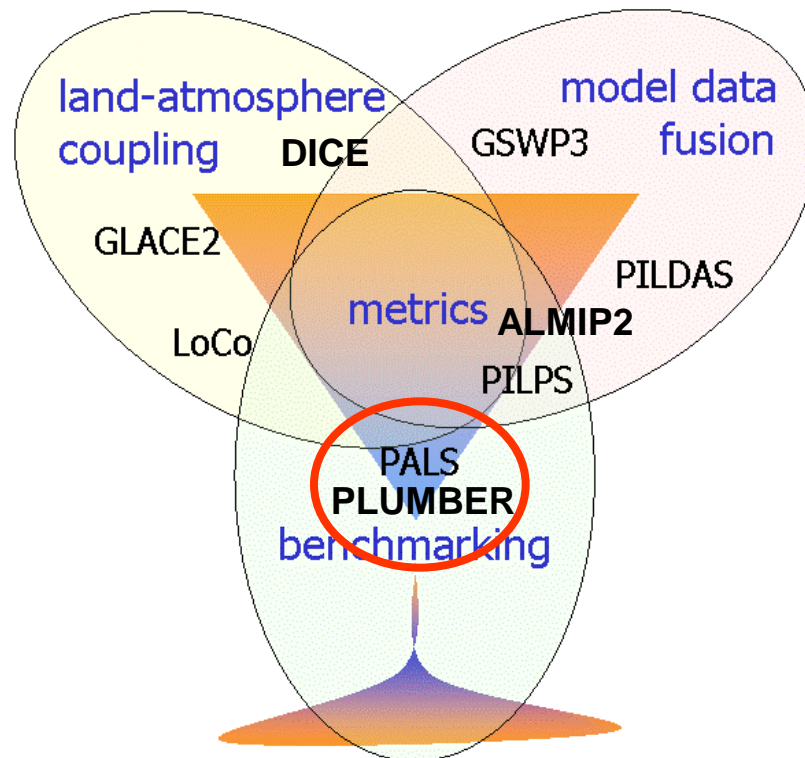 land-atmosphere
coupling
DICE
model data
fusion
GSWP3
GLACE2
PILDAS
metrics
ALMIP2
LoCo
PILPS
PALS
PLUMBER
benchmarking